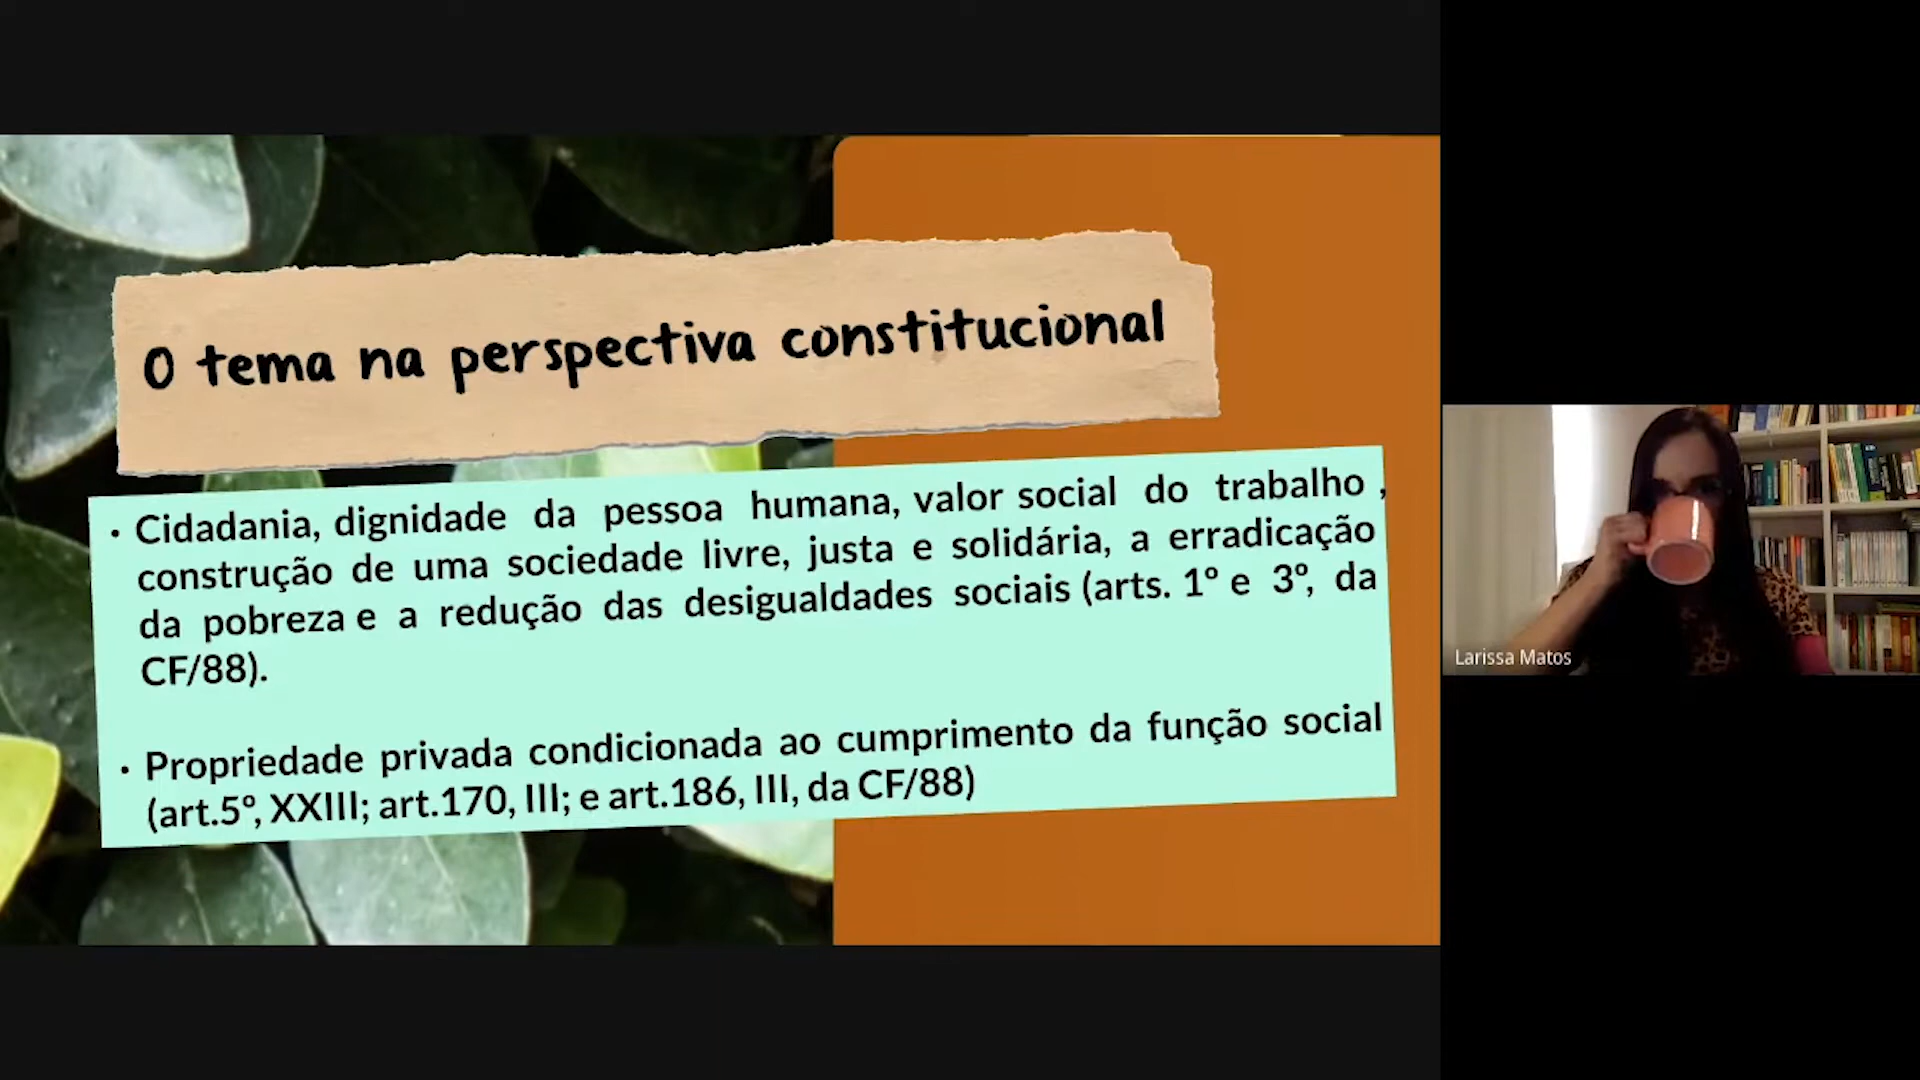 O tema na perspectiva constitucional
• Cidadania, dignidade da pessoa humana, valor social do trabalho ,
construção de uma sociedade livre, justa e solidária, a erradicação
da pobreza e a redução das desigualdades sociais (arts. 1º e 3º, da
CF/88).
• Propriedade privada condicionada ao cumprimento da função social
(art.5º, XXIII; art.170, III; e art.186, III, da CF/88)
Larissa Matos